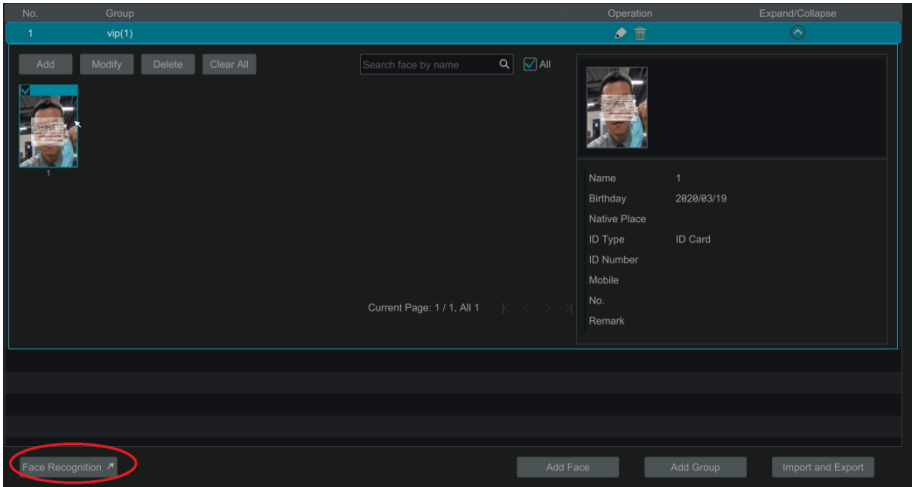 No. Group Operation Expand/Collapse
1 vip(1)
Add Modify Delete Clear All Search face by name All
1
Name 1
Birthday 2020/03/19
Native Place
ID Type ID Card
ID Number
Mobile
Current Page: 1 / 1, All 1
No.
Remark
Face Recognition Add Face Add Group Import and Export